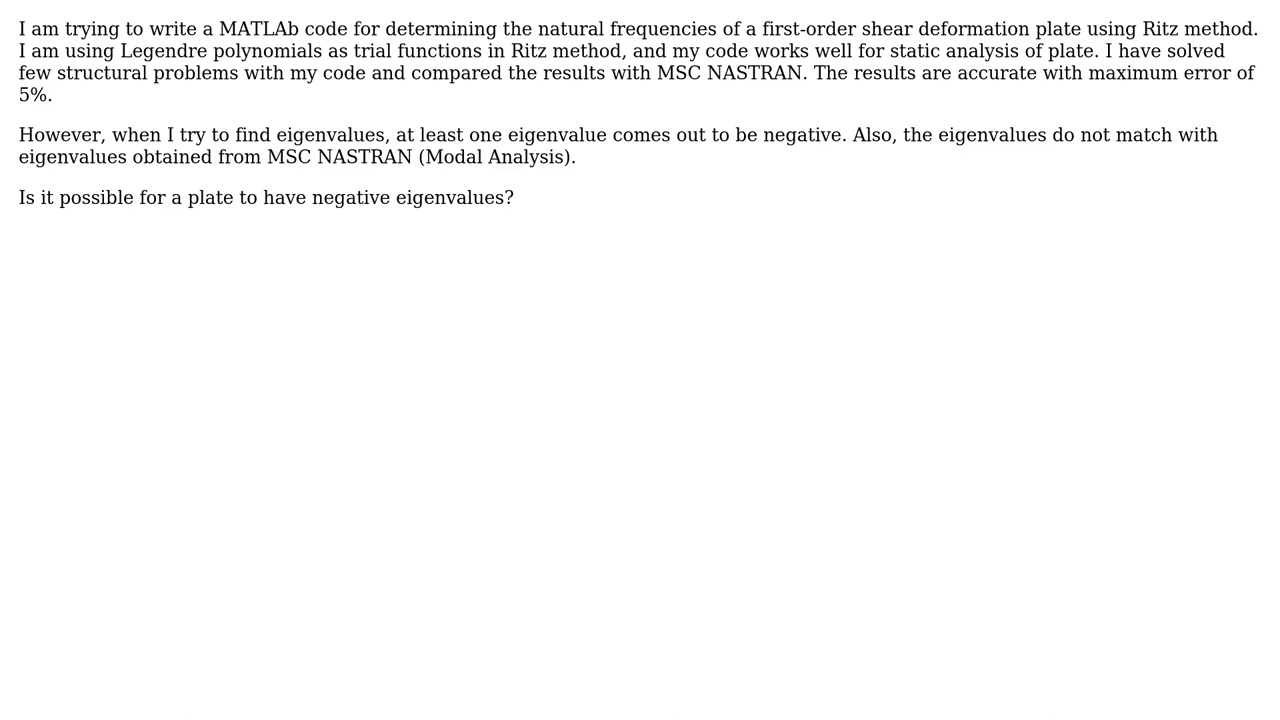 I am trying to write a MATLAb code for determining the natural frequencies of a first-order shear deformation plate using Ritz method.
I am using Legendre polynomials as trial functions in Ritz method, and my code works well for static analysis of plate. I have solved
few structural problems with my code and compared the results with MSC NASTRAN. The results are accurate with maximum error of
5%.
However, when I try to find eigenvalues, at least one eigenvalue comes out to be negative. Also, the eigenvalues do not match with
eigenvalues obtained from MSC NASTRAN (Modal Analysis).
Is it possible for a plate to have negative eigenvalues?